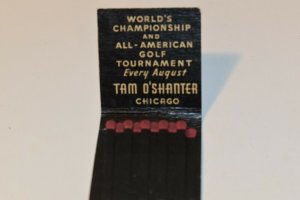 WORLD'S
CHAMPIONSHIP
AND
ALL-AMERICAN
GOLF
TOURNAMENT
Every August
TAM O'SHANTER
CHICAGO